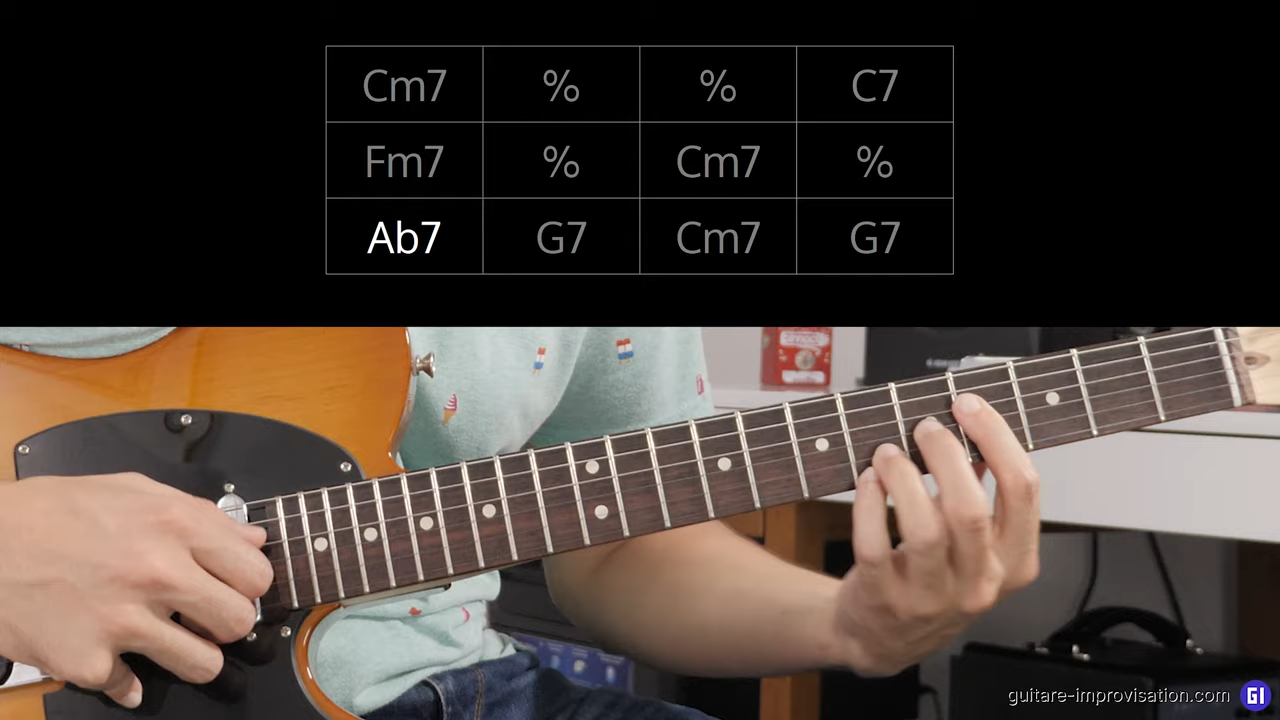 Cm7 % % C7
Fm7 % Cm7 %
Ab7 G7 Cm7 G7
guitare-improvisation.com GI